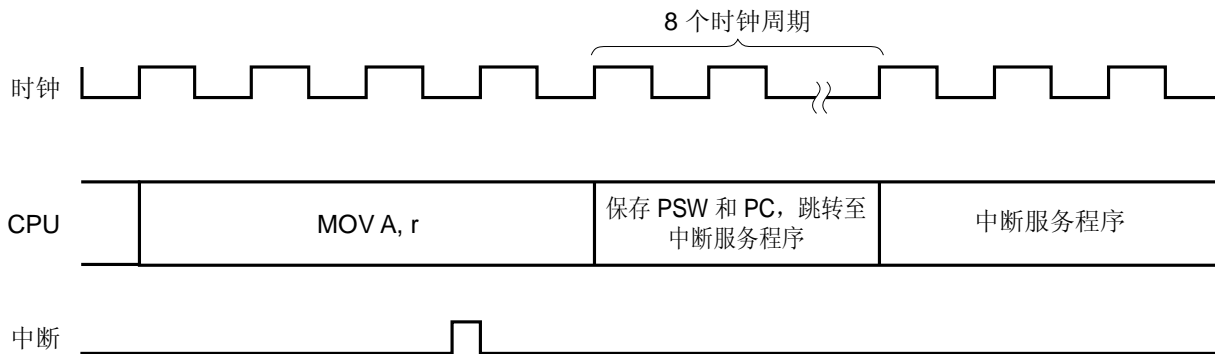 8 个时钟周期
时钟
CPU
MOV A, r
保存 PSW 和 PC，跳转至
中断服务程序
中断服务程序
中断